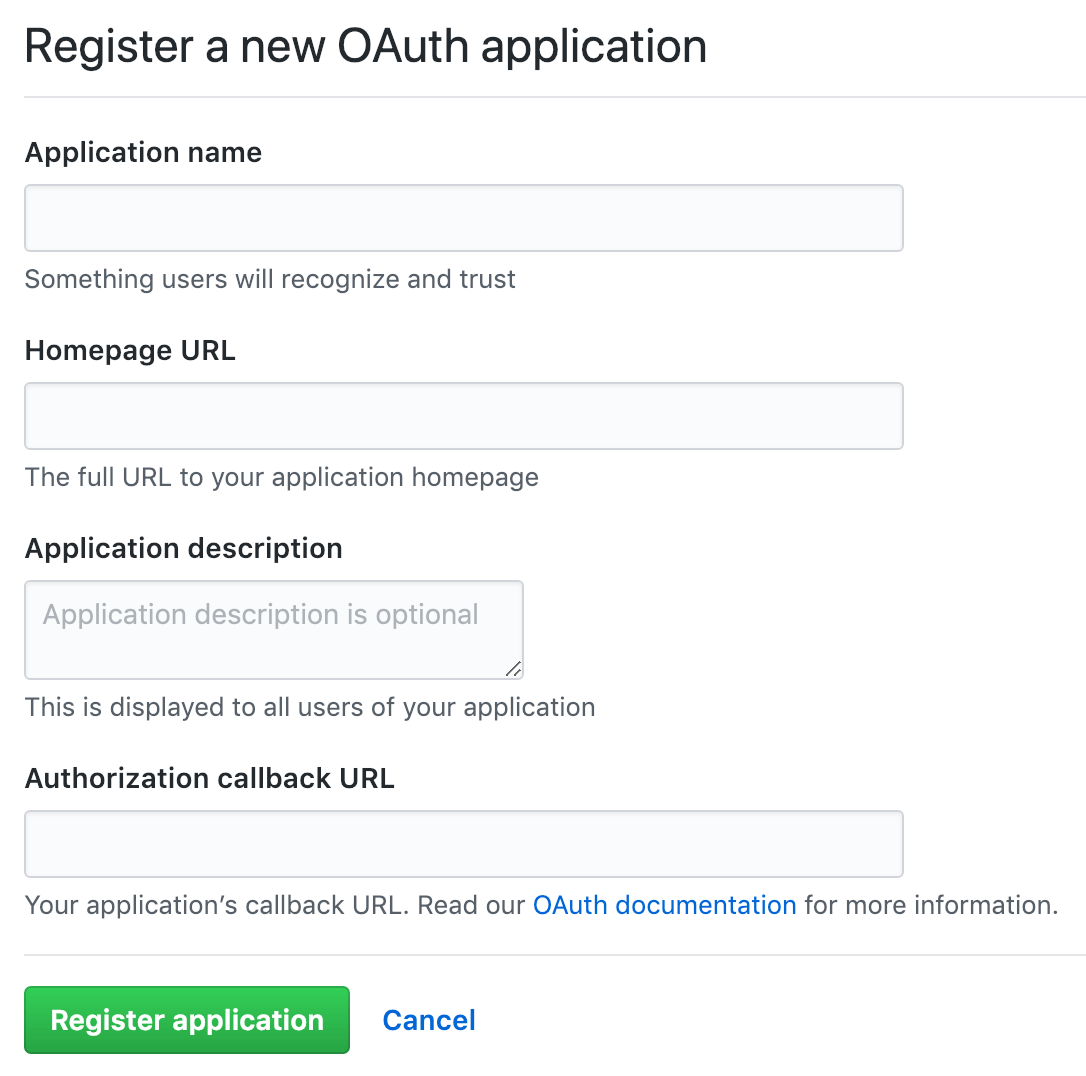 Register a new OAuth application
Application name
Something users will recognize and trust
Homepage URL
The full URL to your application homepage
Application description
Application description is optional
This is displayed to all users of your application
Authorization callback URL
Your application’s callback URL. Read our OAuth documentation for more information.
Register application Cancel